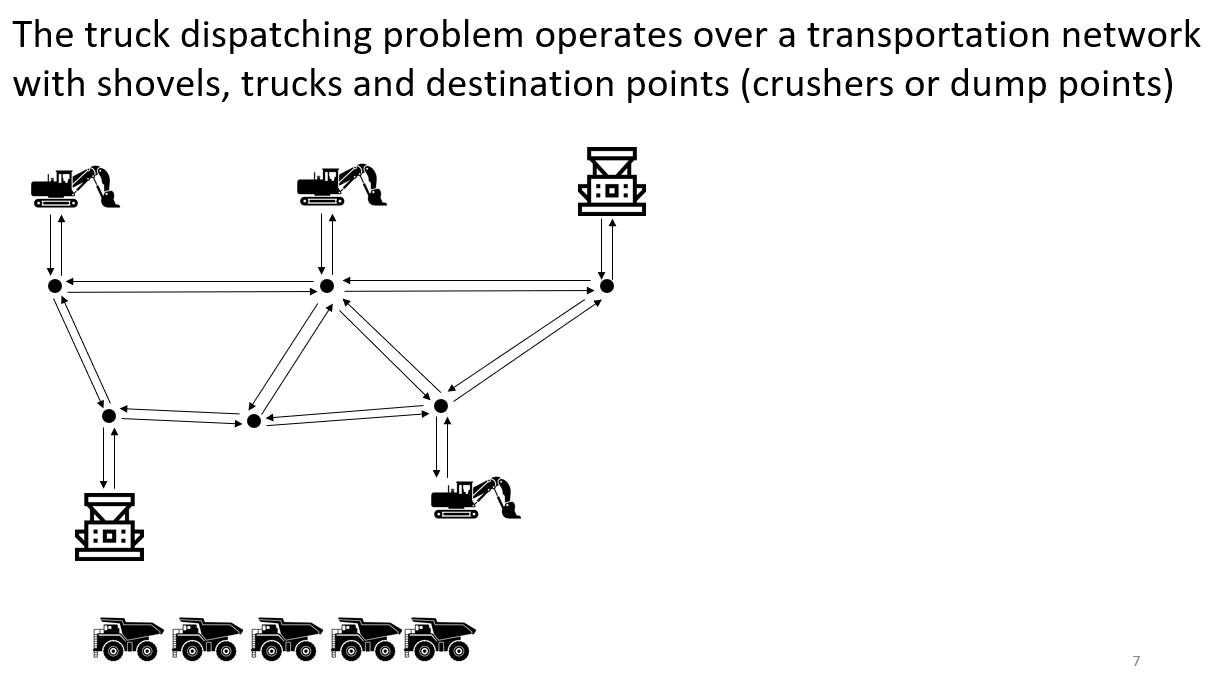 The truck dispatching problem operates over a transportation network
with shovels, trucks and destination points (crushers or dump points)
7